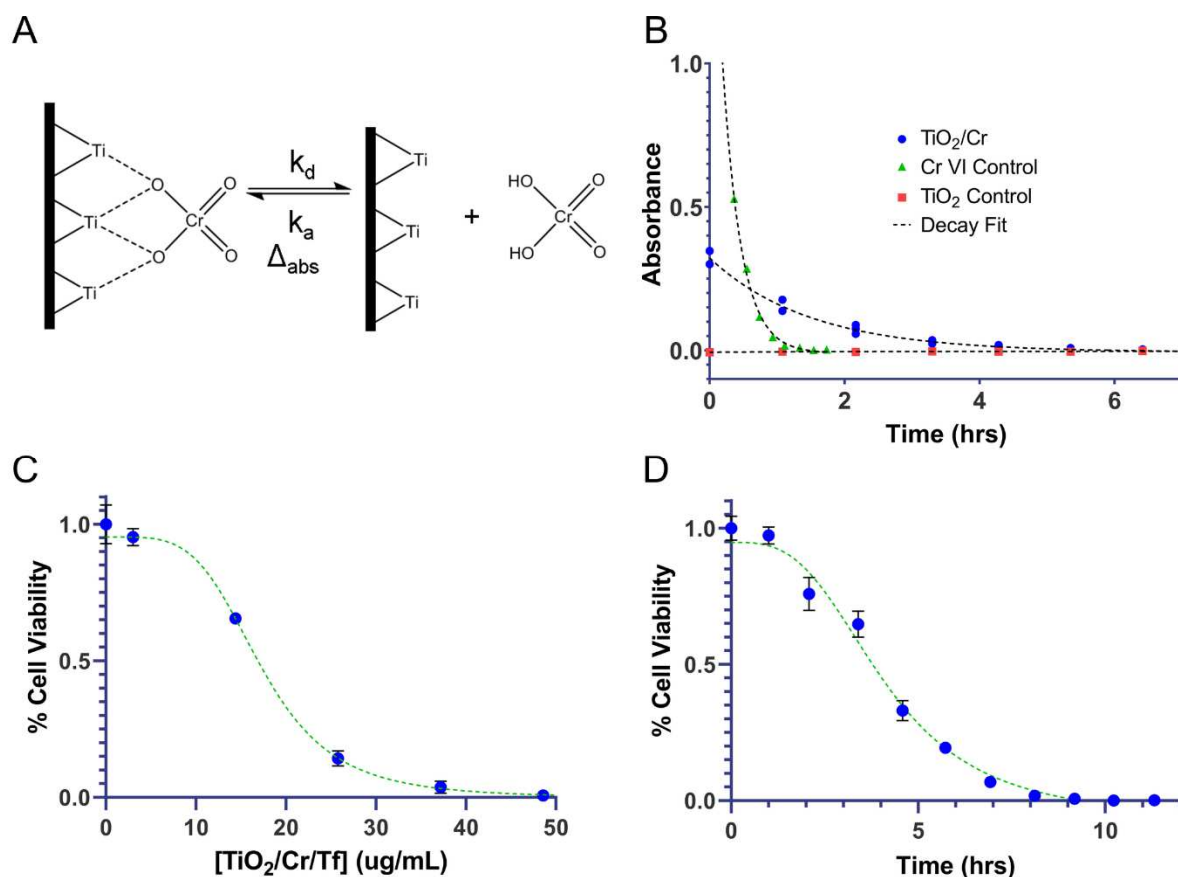 A
Ti
Ti
Ti
O
O
Cr
O
O
k_d
k_a
Δ_abs
Ti
Ti
Ti
+
HO
HO
Cr
O
O
B
Absorbance
1.0
0.5
0.0
0 2 4 6
Time (hrs)
TiO₂/Cr
Cr VI Control
TiO₂ Control
Decay Fit
C
% Cell Viability
1.0
0.5
0.0
0 10 20 30 40 50
[TiO₂/Cr/Tf] (ug/mL)
D
% Cell Viability
1.0
0.5
0.0
0 5 10
Time (hrs)